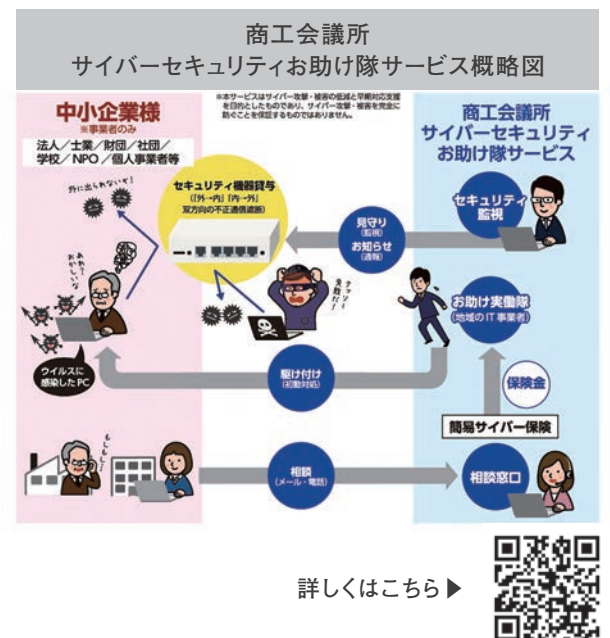 商工会議所
サイバーセキュリティお助け隊サービス概略図
※本サービスはサイバー攻撃・被害の低減と早期対応支援
を目的としたものであり、サイバー攻撃・被害を完全に
防ぐことを保証するものではありません。
中小企業様
※事業者のみ
法人／士業／財団／社団／
学校／NPO／個人事業者等
商工会議所
サイバーセキュリティ
お助け隊サービス
外に出られないぞ!
セキュリティ機器貸与
(「外→内」「内→外」
双方向の不正通信遮断)
セキュリティ
監視
見守り
(監視)
お知らせ
(通報)
あれ?
おかしいな
チッソー
失敗だ!
お助け実働隊
(地域のIT事業者)
ウイルスに
感染したPC
駆け付け
(初動対処)
保険金
簡易サイバー保険
もしもし…
相談
(メール・電話)
相談窓口
詳しくはこちら▶